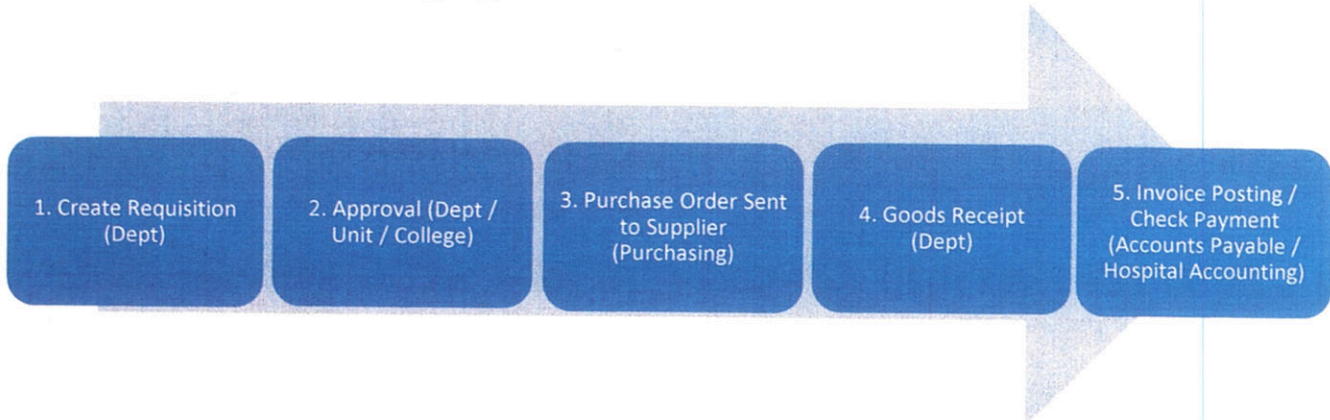 1. Create Requisition
(Dept)
2. Approval (Dept /
Unit / College)
3. Purchase Order Sent
to Supplier
(Purchasing)
4. Goods Receipt
(Dept)
5. Invoice Posting /
Check Payment
(Accounts Payable /
Hospital Accounting)